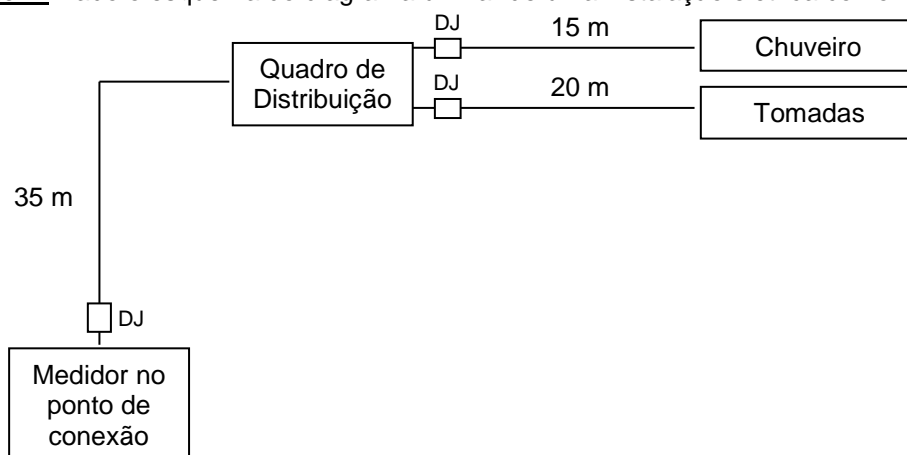 DJ
15 m
Chuveiro
Quadro de
Distribuição
DJ
20 m
Tomadas
35 m
DJ
Medidor no
ponto de
conexão